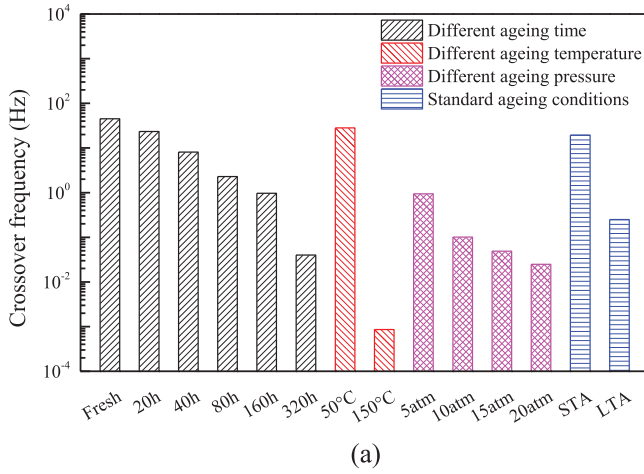 Crossover frequency (Hz)
10^4
10^2
10^0
10^-2
10^-4
Different ageing time
Different ageing temperature
Different ageing pressure
Standard ageing conditions
Fresh 20h 40h 80h 160h 320h 50°C 150°C 5atm 10atm 15atm 20atm STA LTA
(a)